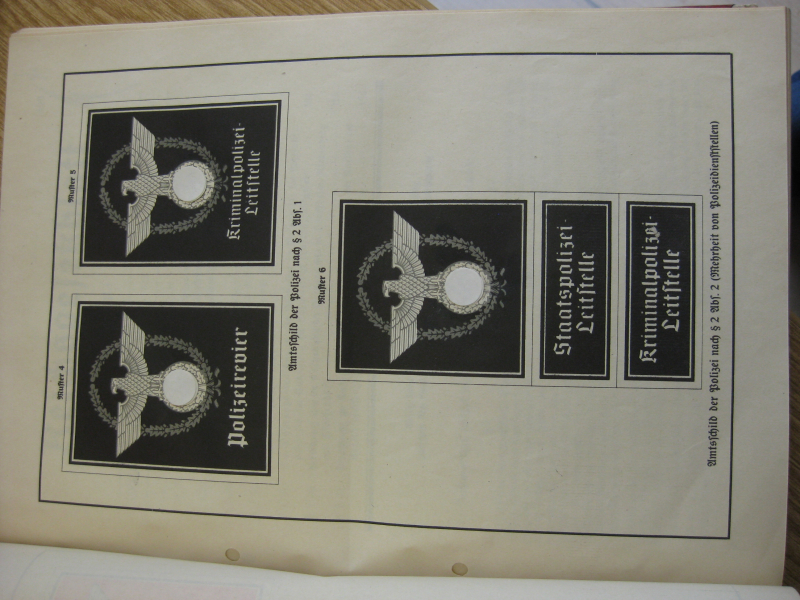 Muster 4
Polizeirevier
Muster 5
Kriminalpolizei-
Leitstelle
Amtsschild der Polizei nach § 2 Abs. 1
Muster 6
Staatspolizei-
Leitstelle
Kriminalpolizei-
Leitstelle
Amtsschild der Polizei nach § 2 Abs. 2 (Mehrheit von Polizeidienststellen)